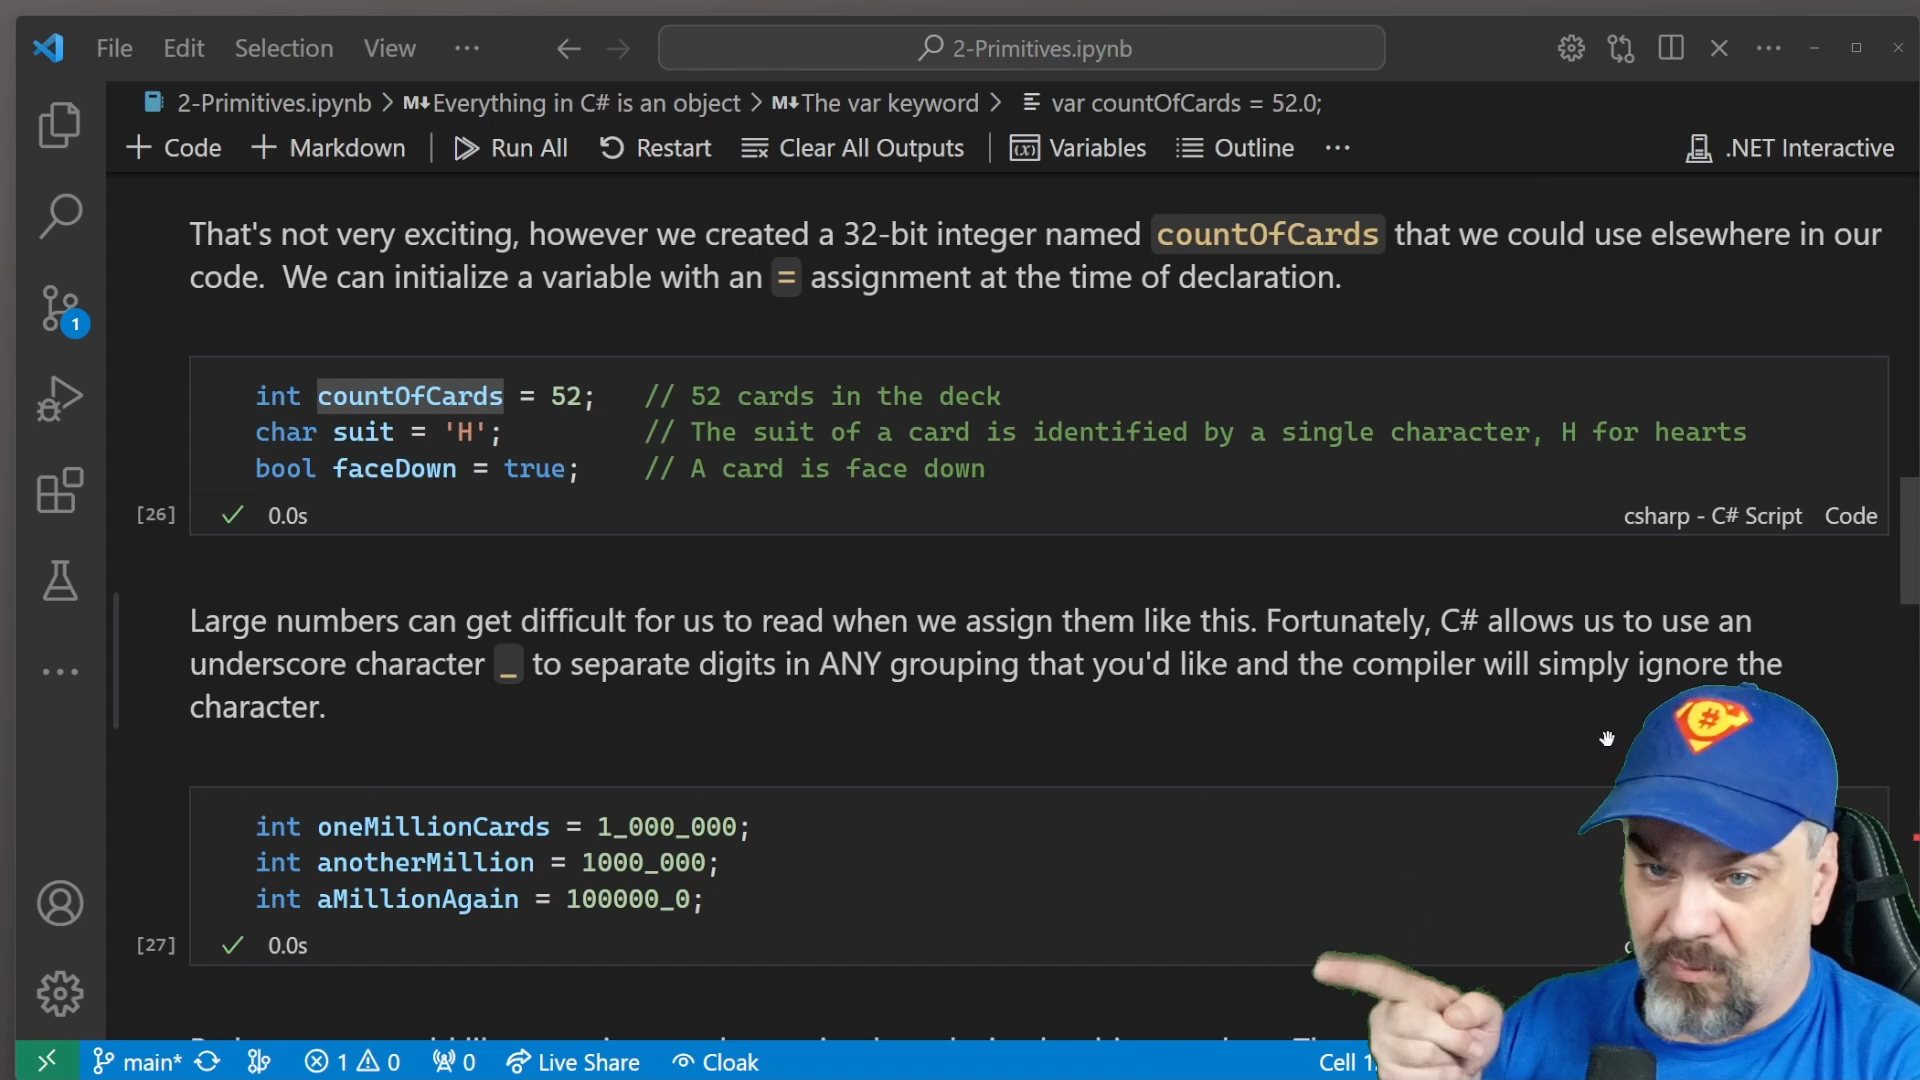 File Edit Selection View ··· 2-Primitives.ipynb
2-Primitives.ipynb > M↓Everything in C# is an object > M↓The var keyword > var countOfCards = 52.0;
+ Code + Markdown | Run All Restart Clear All Outputs | Variables Outline ··· .NET Interactive
That's not very exciting, however we created a 32-bit integer named countOfCards that we could use elsewhere in our
code. We can initialize a variable with an = assignment at the time of declaration.
int countOfCards = 52; // 52 cards in the deck
char suit = 'H'; // The suit of a card is identified by a single character, H for hearts
bool faceDown = true; // A card is face down
[26] ✓ 0.0s csharp - C# Script Code
1
Large numbers can get difficult for us to read when we assign them like this. Fortunately, C# allows us to use an
underscore character _ to separate digits in ANY grouping that you'd like and the compiler will simply ignore the
character.
#
int oneMillionCards = 1_000_000;
int anotherMillion = 1000_000;
int aMillionAgain = 100000_0;
[27] ✓ 0.0s
main* 1 0 0 Live Share Cloak Cell